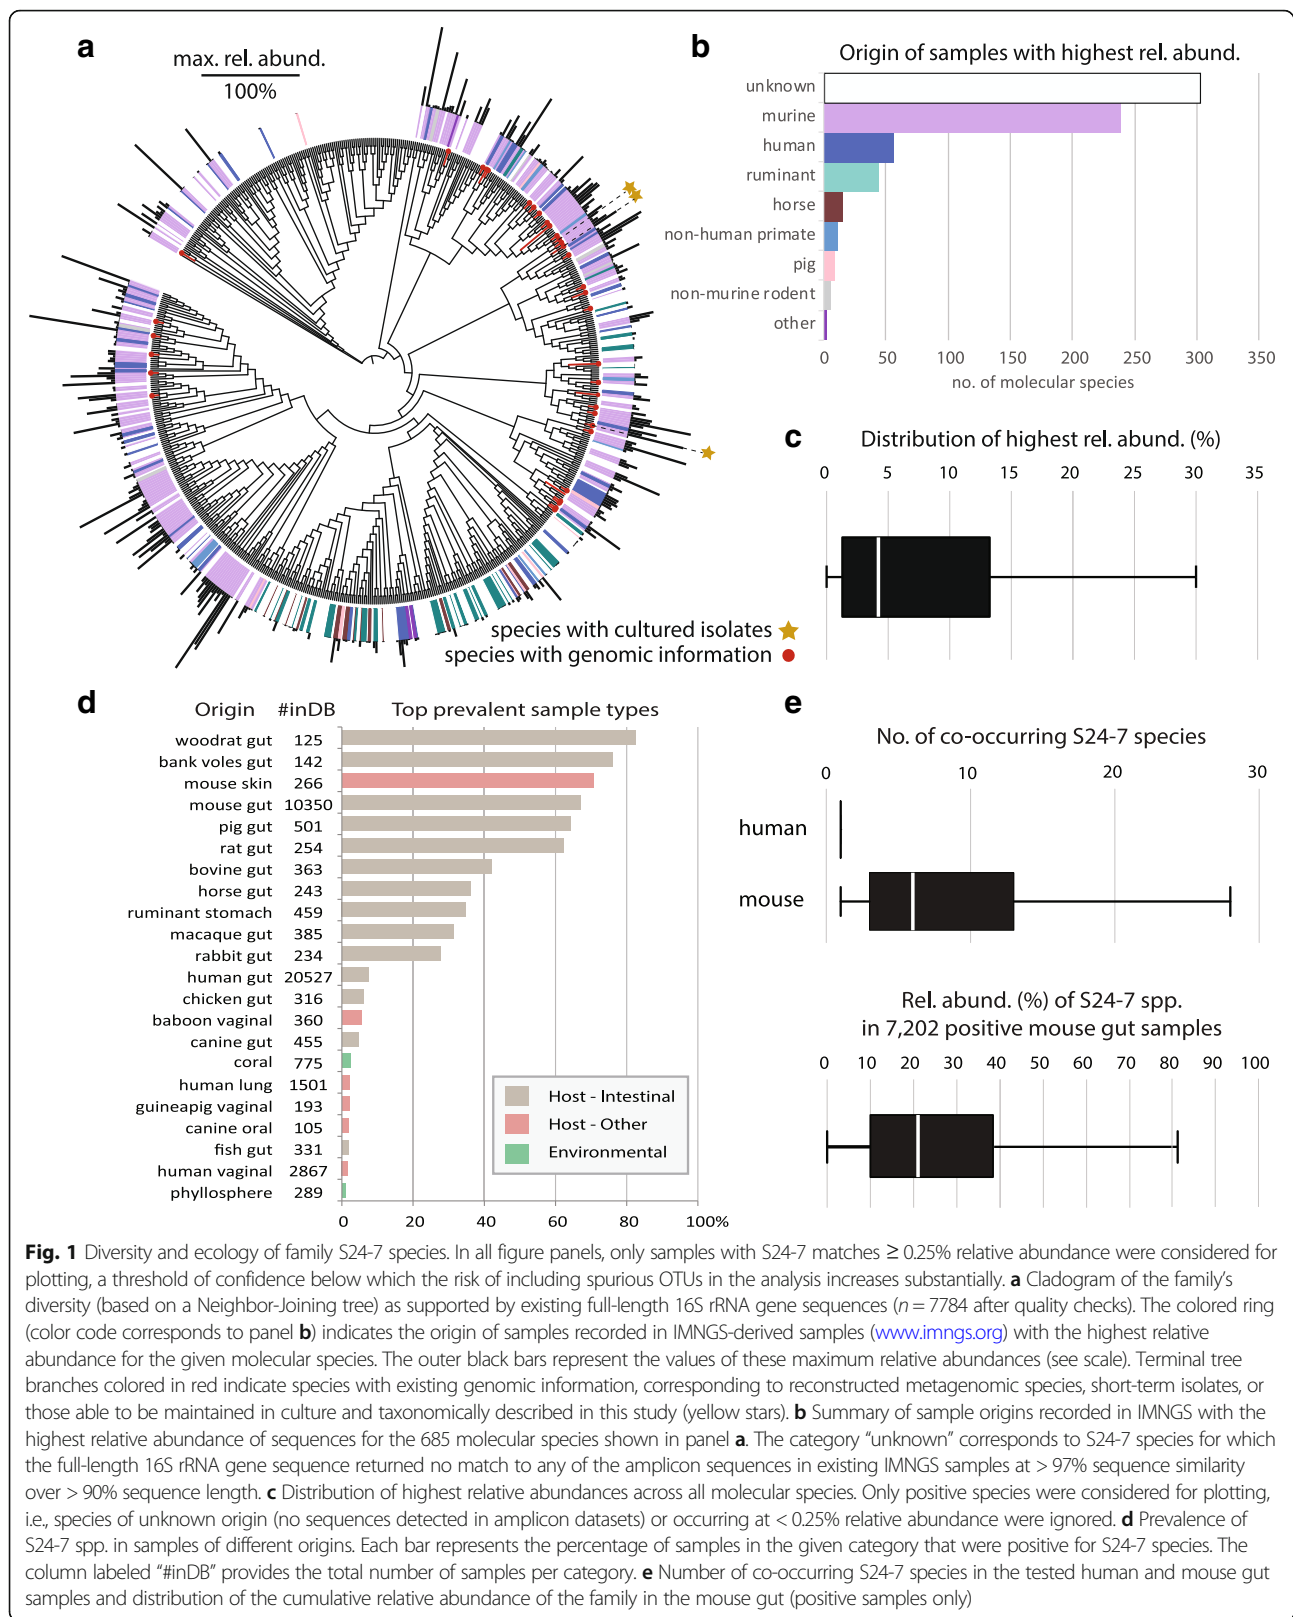 a
max. rel. abund.
100%
species with cultured isolates
species with genomic information
b
Origin of samples with highest rel. abund.
unknown
murine
human
ruminant
horse
non-human primate
pig
non-murine rodent
other
0 50 100 150 200 250 300 350
no. of molecular species
c
Distribution of highest rel. abund. (%)
0 5 10 15 20 25 30 35
d
Origin #inDB Top prevalent sample types
woodrat gut 125
bank voles gut 142
mouse skin 266
mouse gut 10350
pig gut 501
rat gut 254
bovine gut 363
horse gut 243
ruminant stomach 459
macaque gut 385
rabbit gut 234
human gut 20527
chicken gut 316
baboon vaginal 360
canine gut 455
coral 775
human lung 1501
guineapig vaginal 193
canine oral 105
fish gut 331
human vaginal 2867
phyllosphere 289
0 20 40 60 80 100%
Host - Intestinal
Host - Other
Environmental
e
No. of co-occurring S24-7 species
0 10 20 30
human
mouse
Rel. abund. (%) of S24-7 spp.
in 7,202 positive mouse gut samples
0 10 20 30 40 50 60 70 80 90 100
Fig. 1 Diversity and ecology of family S24-7 species. In all figure panels, only samples with S24-7 matches ≥ 0.25% relative abundance were considered for
plotting, a threshold of confidence below which the risk of including spurious OTUs in the analysis increases substantially. a Cladogram of the family's
diversity (based on a Neighbor-Joining tree) as supported by existing full-length 16S rRNA gene sequences (n = 7784 after quality checks). The colored ring
(color code corresponds to panel b) indicates the origin of samples recorded in IMNGS-derived samples (www.imngs.org) with the highest relative
abundance for the given molecular species. The outer black bars represent the values of these maximum relative abundances (see scale). Terminal tree
branches colored in red indicate species with existing genomic information, corresponding to reconstructed metagenomic species, short-term isolates, or
those able to be maintained in culture and taxonomically described in this study (yellow stars). b Summary of sample origins recorded in IMNGS with the
highest relative abundance of sequences for the 685 molecular species shown in panel a. The category "unknown" corresponds to S24-7 species for which
the full-length 16S rRNA gene sequence returned no match to any of the amplicon sequences in existing IMNGS samples at > 97% sequence similarity
over > 90% sequence length. c Distribution of highest relative abundances across all molecular species. Only positive species were considered for plotting,
i.e., species of unknown origin (no sequences detected in amplicon datasets) or occurring at < 0.25% relative abundance were ignored. d Prevalence of
S24-7 spp. in samples of different origins. Each bar represents the percentage of samples in the given category that were positive for S24-7 species. The
column labeled "#inDB" provides the total number of samples per category. e Number of co-occurring S24-7 species in the tested human and mouse gut
samples and distribution of the cumulative relative abundance of the family in the mouse gut (positive samples only)